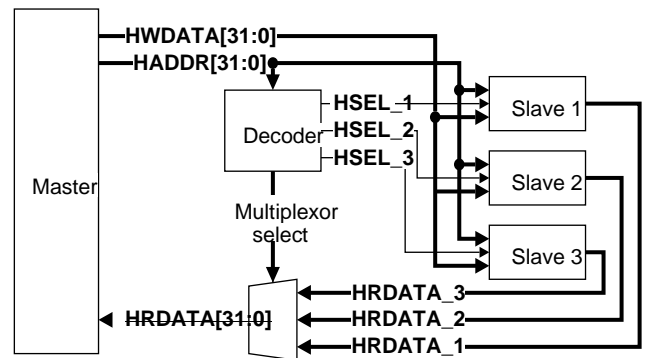 HWDATA[31:0]
HADDR[31:0]
HSEL_1
Slave 1
Decoder
HSEL_2
HSEL_3
Master
Slave 2
Multiplexor
select
Slave 3
HRDATA_3
HRDATA[31:0]
HRDATA_2
HRDATA_1